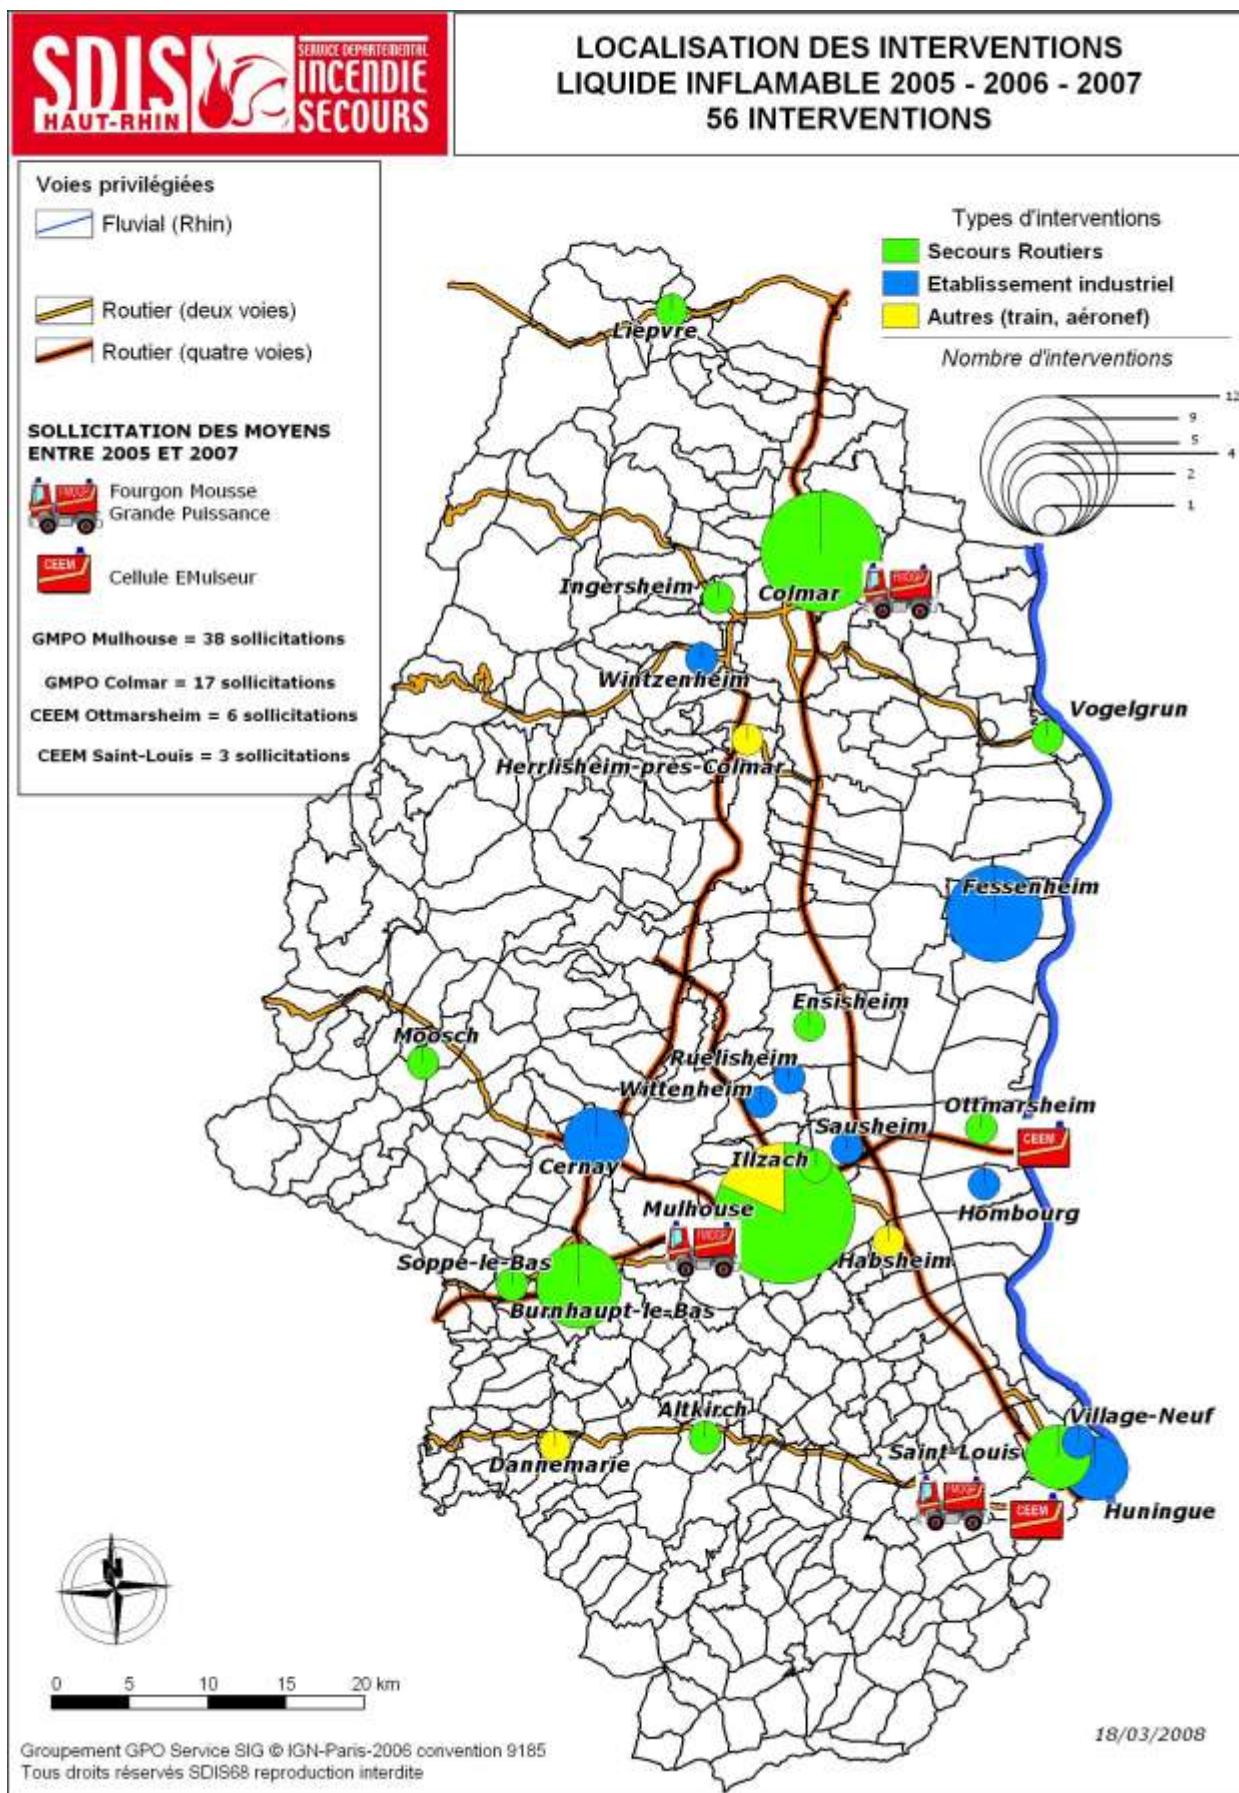 SDIS
HAUT-RHIN
SERVICE DEPARTEMENTAL
INCENDIE
SECOURS
LOCALISATION DES INTERVENTIONS
LIQUIDE INFLAMABLE 2005 - 2006 - 2007
56 INTERVENTIONS
Voies privilégiées
Fluvial (Rhin)
Routier (deux voies)
Routier (quatre voies)
SOLLICITATION DES MOYENS
ENTRE 2005 ET 2007
Fourgon Mousse
Grande Puissance
CEEM
Cellule EMulseur
GMPO Mulhouse = 38 sollicitations
GMPO Colmar = 17 sollicitations
CEEM Ottmarsheim = 6 sollicitations
CEEM Saint-Louis = 3 sollicitations
Types d'interventions
Secours Routiers
Etablissement industriel
Autres (train, aéronef)
Nombre d'interventions
12
9
5
4
2
1
Lièpvre
Ingersheim
Colmar
Wintzenheim
Vogelgrun
Herrlisheim-près-Colmar
Fessenheim
Ensisheim
Moosch
Ruelisheim
Wittenheim
Ottmarsheim
Sausheim
CEEM
Cernay
Illzach
Mulhouse
Hombourg
Soppe-le-Bas
Habsheim
Burnhaupt-le-Bas
Altkirch
Village-Neuf
Dannemarie
Saint-Louis
CEEM
Huningue
N
0 5 10 15 20 km
18/03/2008
Groupement GPO Service SIG © IGN-Paris-2006 convention 9185
Tous droits réservés SDIS68 reproduction interdite